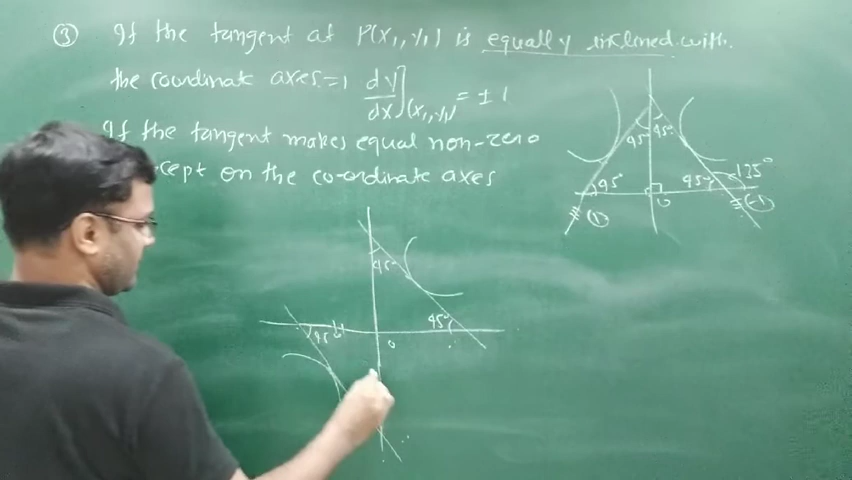 ③ If the tangent at P(x₁,y₁) is equally inclined with
the coordinate axes =) dy/dx](x₁,y₁) = ±1
If the tangent makes equal non-zero
cept on the co-ordinate axes
45° 45°
45° 45° 135°
O
(1) (-1)
45°
45°
45°
O